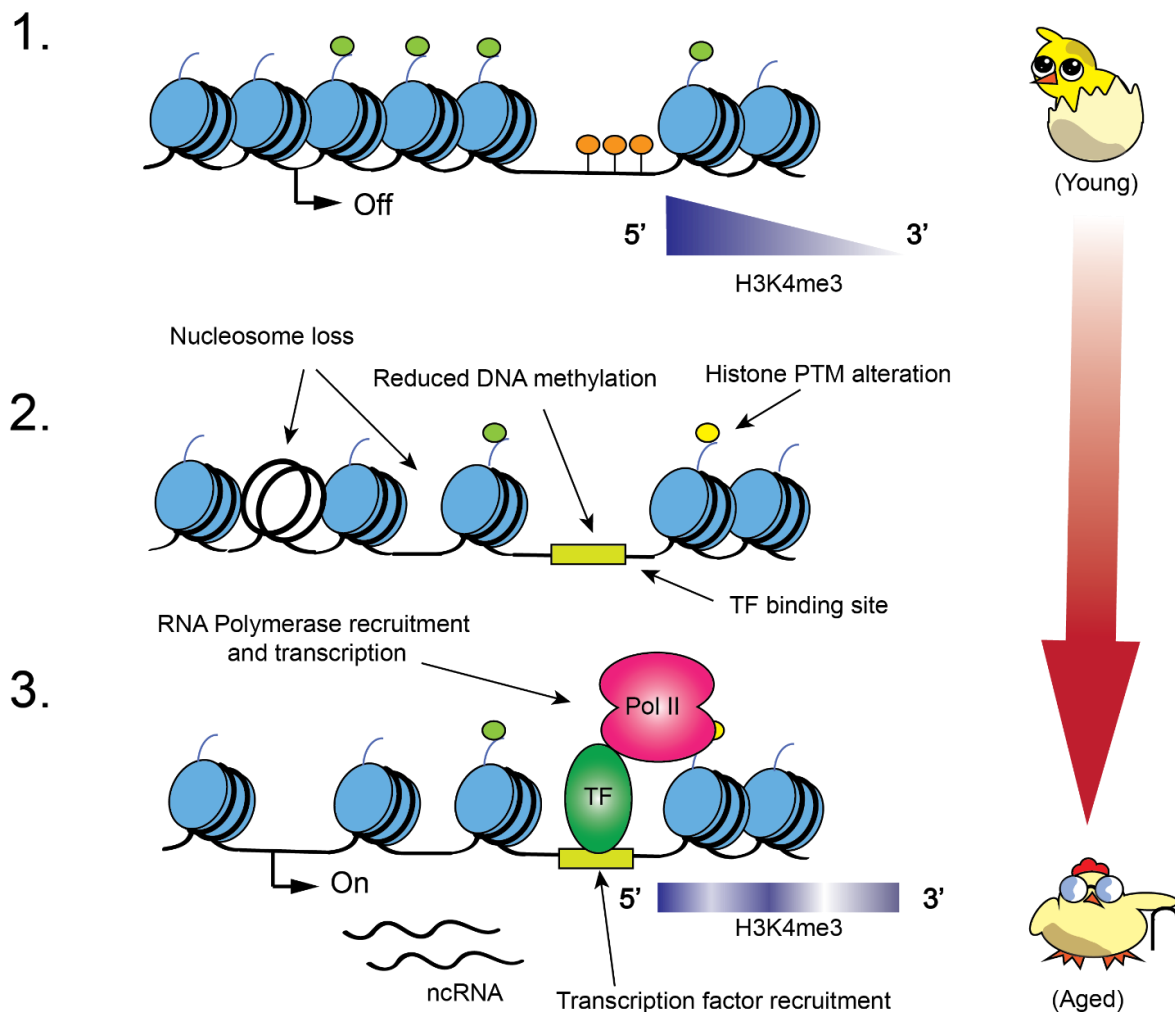 1.
(Young)
Off
5’
3’
H3K4me3
Nucleosome loss
Reduced DNA methylation
Histone PTM alteration
2.
TF binding site
RNA Polymerase recruitment
and transcription
3.
Pol II
TF
On
5’
3’
H3K4me3
ncRNA
Transcription factor recruitment
(Aged)